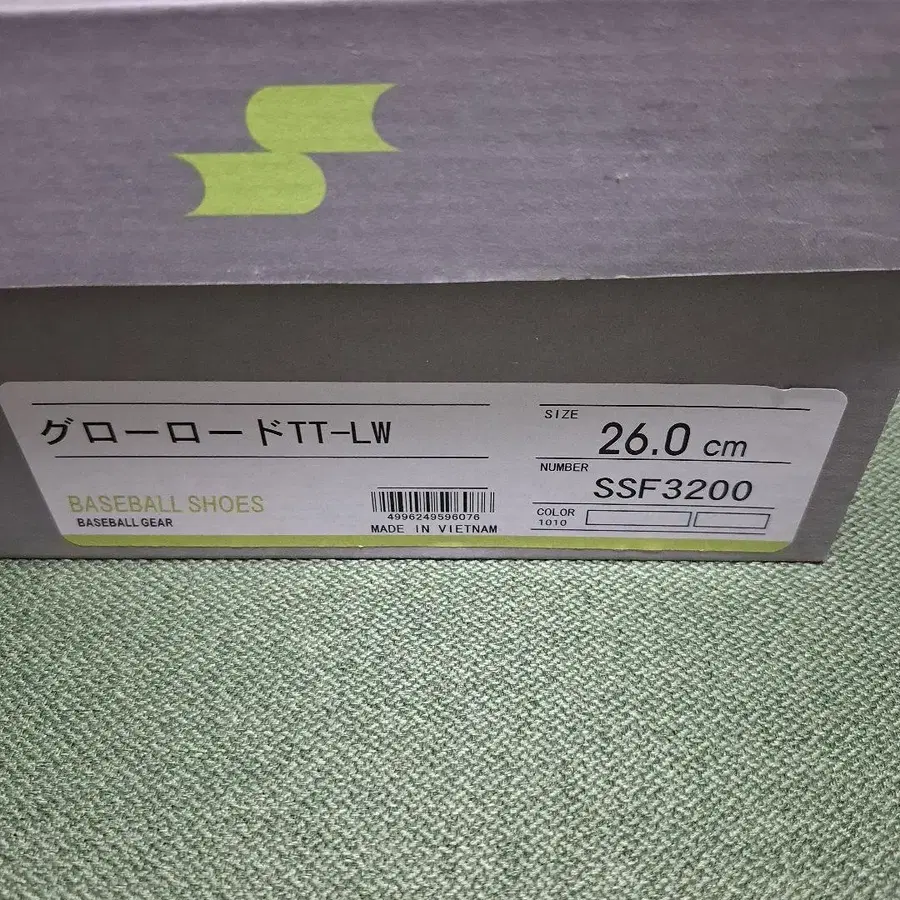 グローロードTT-LW
BASEBALL SHOES
BASEBALL GEAR
4996249596076
MADE IN VIETNAM
SIZE
26.0 cm
NUMBER
SSF3200
COLOR
1010